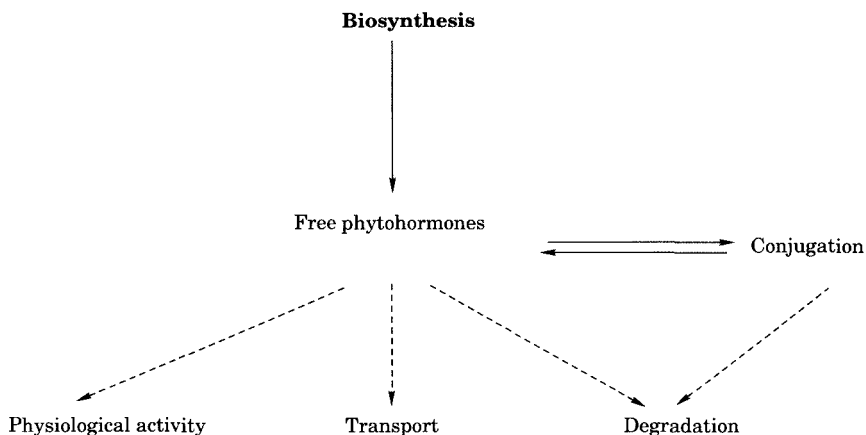 Biosynthesis
Free phytohormones
Conjugation
Physiological activity
Transport
Degradation